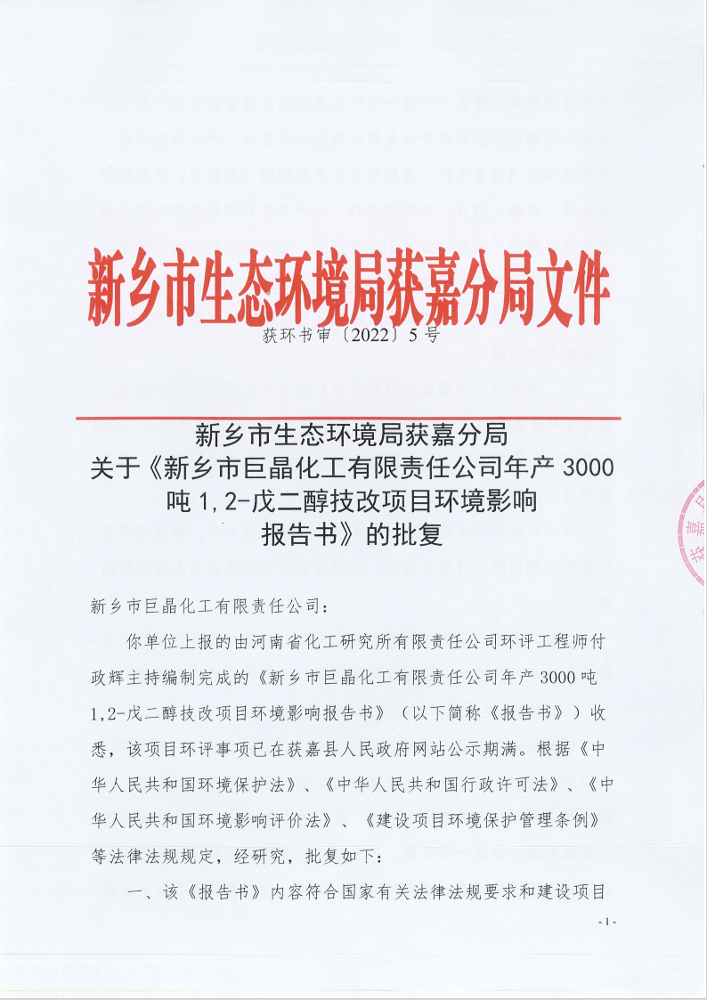 新乡市生态环境局获嘉分局文件
获环书审〔2022〕5号
新乡市生态环境局获嘉分局
关于《新乡市巨晶化工有限责任公司年产3000
吨1,2-戊二醇技改项目环境影响
报告书》的批复
新乡市巨晶化工有限责任公司：
你单位上报的由河南省化工研究所有限责任公司环评工程师付
政辉主持编制完成的《新乡市巨晶化工有限责任公司年产3000吨
1,2-戊二醇技改项目环境影响报告书》（以下简称《报告书》）收
悉，该项目环评事项已在获嘉县人民政府网站公示期满。根据《中
华人民共和国环境保护法》、《中华人民共和国行政许可法》、《中
华人民共和国环境影响评价法》、《建设项目环境保护管理条例》
等法律法规规定，经研究，批复如下：
一、该《报告书》内容符合国家有关法律法规要求和建设项目
-1-
获嘉